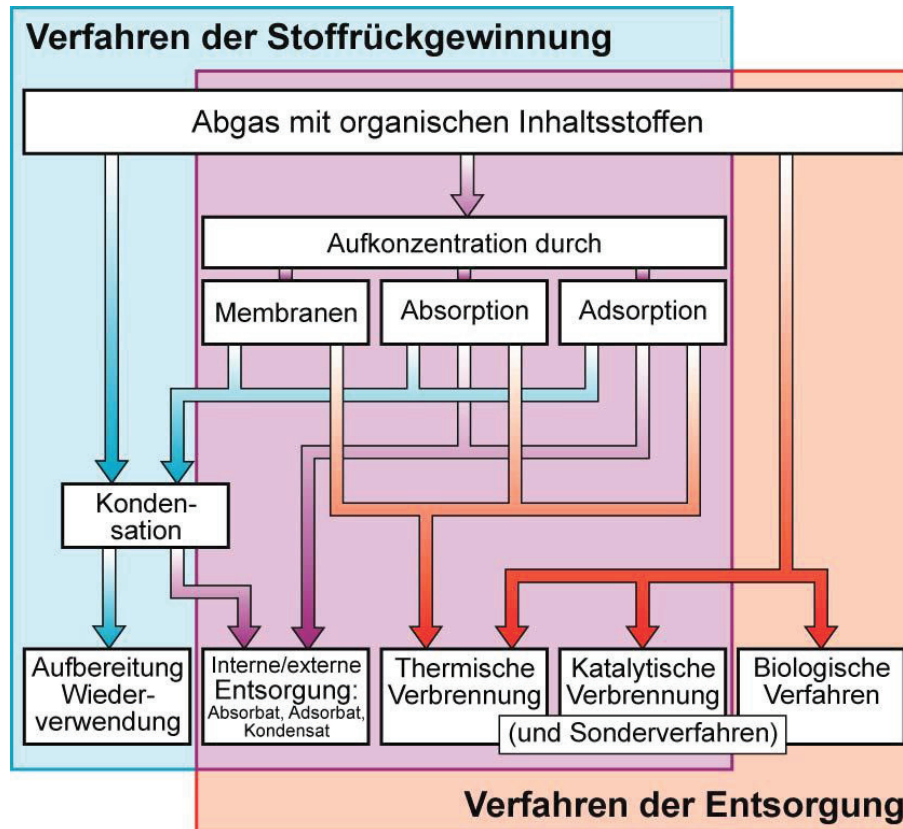 Verfahren der Stoffrückgewinnung
Abgas mit organischen Inhaltsstoffen
Aufkonzentration durch
Membranen
Absorption
Adsorption
Konden-
sation
Aufbereitung
Wieder-
verwendung
Interne/externe
Entsorgung:
Absorbat, Adsorbat,
Kondensat
Thermische
Verbrennung
Katalytische
Verbrennung
(und Sonderverfahren)
Biologische
Verfahren
Verfahren der Entsorgung